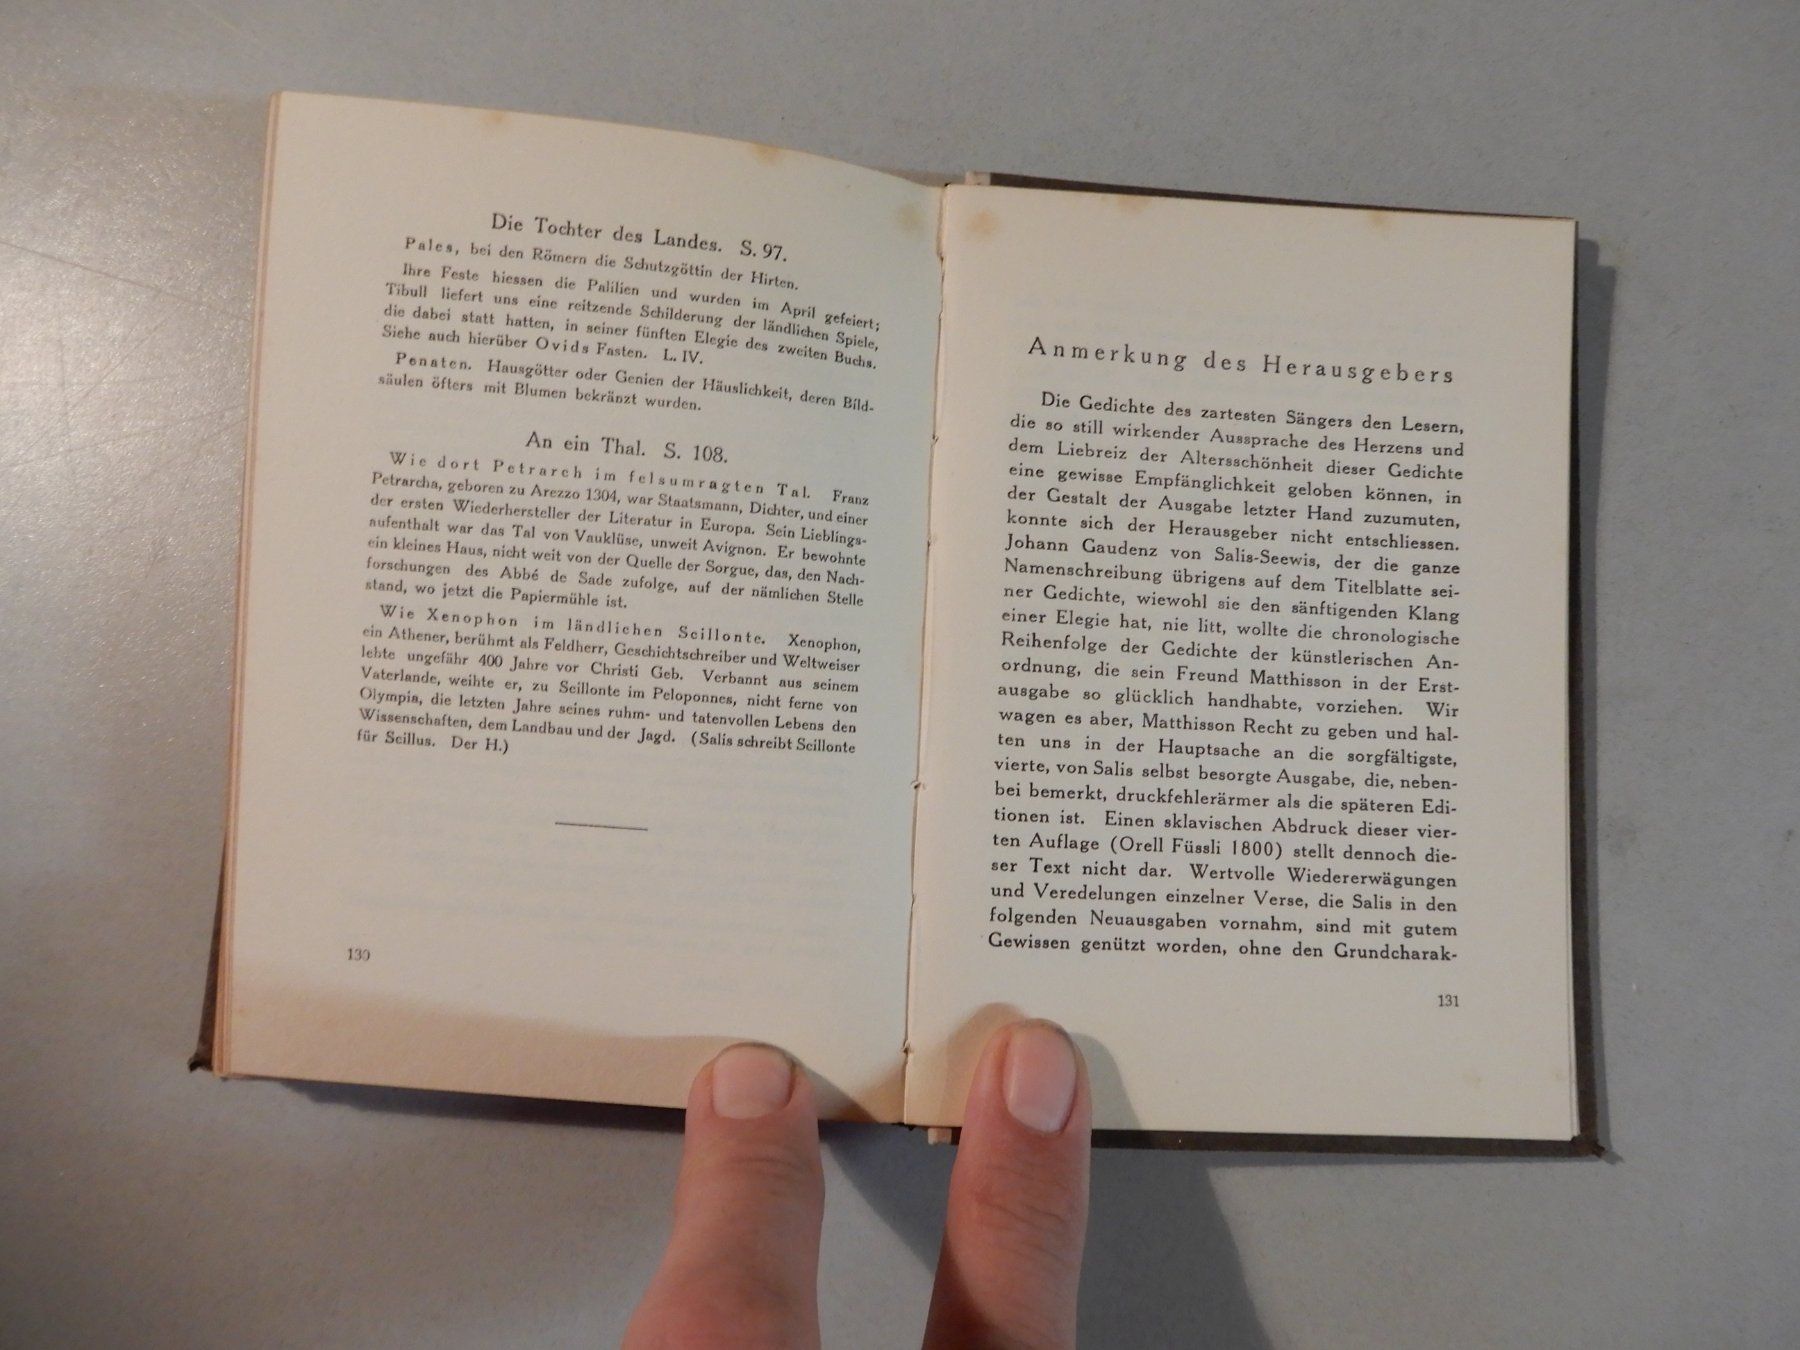 Die Tochter des Landes. S. 97.
Pales, bei den Römern die Schutzgöttin der Hirten.
Ihre Feste hiessen die Palilien und wurden im April gefeiert;
Tibull liefert uns eine reitzende Schilderung der ländlichen Spiele,
die dabei statt hatten, in seiner fünften Elegie des zweiten Buchs.
Siehe auch hierüber Ovids Fasten. L. IV.
Penaten. Hausgötter oder Genien der Häuslichkeit, deren Bild-
säulen öfters mit Blumen bekränzt wurden.
An ein Thal. S. 108.
Wie dort Petrarch im felsumragten Tal. Franz
Petrarcha, geboren zu Arezzo 1304, war Staatsmann, Dichter, und einer
der ersten Wiederhersteller der Literatur in Europa. Sein Lieblings-
aufenthalt war das Tal von Vauklüse, unweit Avignon. Er bewohnte
ein kleines Haus, nicht weit von der Quelle der Sorgue, das, den Nach-
forschungen des Abbé de Sade zufolge, auf der nämlichen Stelle
stand, wo jetzt die Papiermühle ist.
Wie Xenophon im ländlichen Scillonte. Xenophon,
ein Athener, berühmt als Feldherr, Geschichtschreiber und Weltweiser
lebte ungefähr 400 Jahre vor Christi Geb. Verbannt aus seinem
Vaterlande, weihte er, zu Scillonte im Peloponnes, nicht ferne von
Olympia, die letzten Jahre seines ruhm- und tatenvollen Lebens den
Wissenschaften, dem Landbau und der Jagd. (Salis schreibt Scillonte
für Scillus. Der H.)
130
Anmerkung des Herausgebers
Die Gedichte des zartesten Sängers den Lesern,
die so still wirkender Aussprache des Herzens und
dem Liebreiz der Altersschönheit dieser Gedichte
eine gewisse Empfänglichkeit geloben können, in
der Gestalt der Ausgabe letzter Hand zuzumuten,
konnte sich der Herausgeber nicht entschliessen.
Johann Gaudenz von Salis-Seewis, der die ganze
Namenschreibung übrigens auf dem Titelblatte sei-
ner Gedichte, wiewohl sie den sänftigenden Klang
einer Elegie hat, nie litt, wollte die chronologische
Reihenfolge der Gedichte der künstlerischen An-
ordnung, die sein Freund Matthisson in der Erst-
ausgabe so glücklich handhabte, vorziehen. Wir
wagen es aber, Matthisson Recht zu geben und hal-
ten uns in der Hauptsache an die sorgfältigste,
vierte, von Salis selbst besorgte Ausgabe, die, neben-
bei bemerkt, druckfehlerärmer als die späteren Edi-
tionen ist. Einen sklavischen Abdruck dieser vier-
ten Auflage (Orell Füssli 1800) stellt dennoch die-
ser Text nicht dar. Wertvolle Wiedererwägungen
und Veredelungen einzelner Verse, die Salis in den
folgenden Neuausgaben vornahm, sind mit gutem
Gewissen genützt worden, ohne den Grundcharak-
131